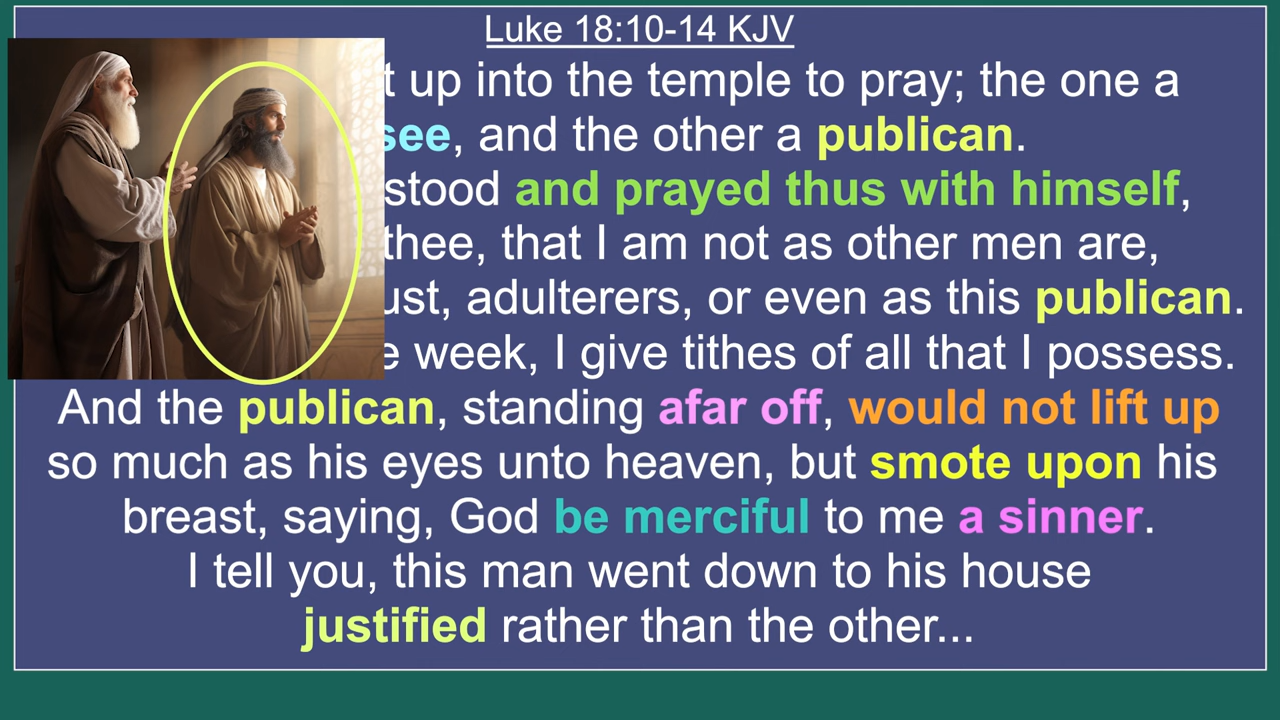 Luke 18:10-14 KJV
up into the temple to pray; the one a
, and the other a publican.
stood and prayed thus with himself,
thee, that I am not as other men are,
adulterers, or even as this publican.
week, I give tithes of all that I possess.
And the publican, standing afar off, would not lift up
so much as his eyes unto heaven, but smote upon his
breast, saying, God be merciful to me a sinner.
I tell you, this man went down to his house
justified rather than the other...